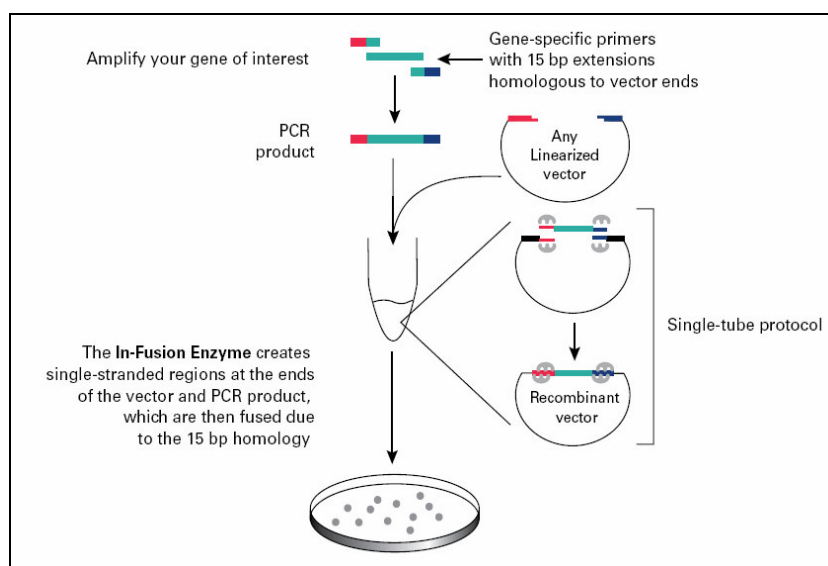 Amplify your gene of interest
Gene-specific primers
with 15 bp extensions
homologous to vector ends
PCR
product
Any
Linearized
vector
Single-tube protocol
The In-Fusion Enzyme creates
single-stranded regions at the ends
of the vector and PCR product,
which are then fused due
to the 15 bp homology
Recombinant
vector